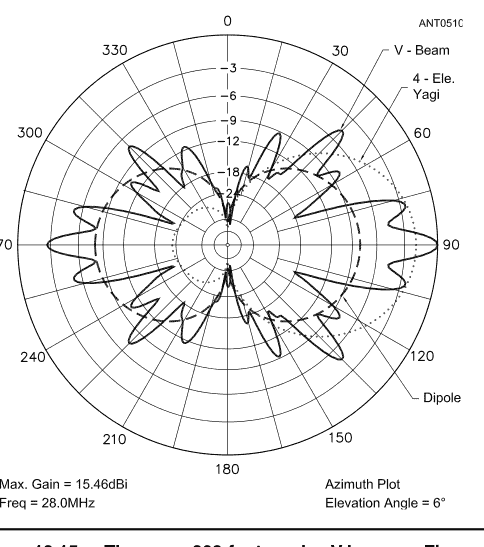 0
ANT0510
330
30
V - Beam
4 - Ele.
Yagi
-3
-6
-9
-12
-18
300
60
70
90
240
120
Dipole
210
150
180
Max. Gain = 15.46dBi
Azimuth Plot
Freq = 28.0MHz
Elevation Angle = 6°